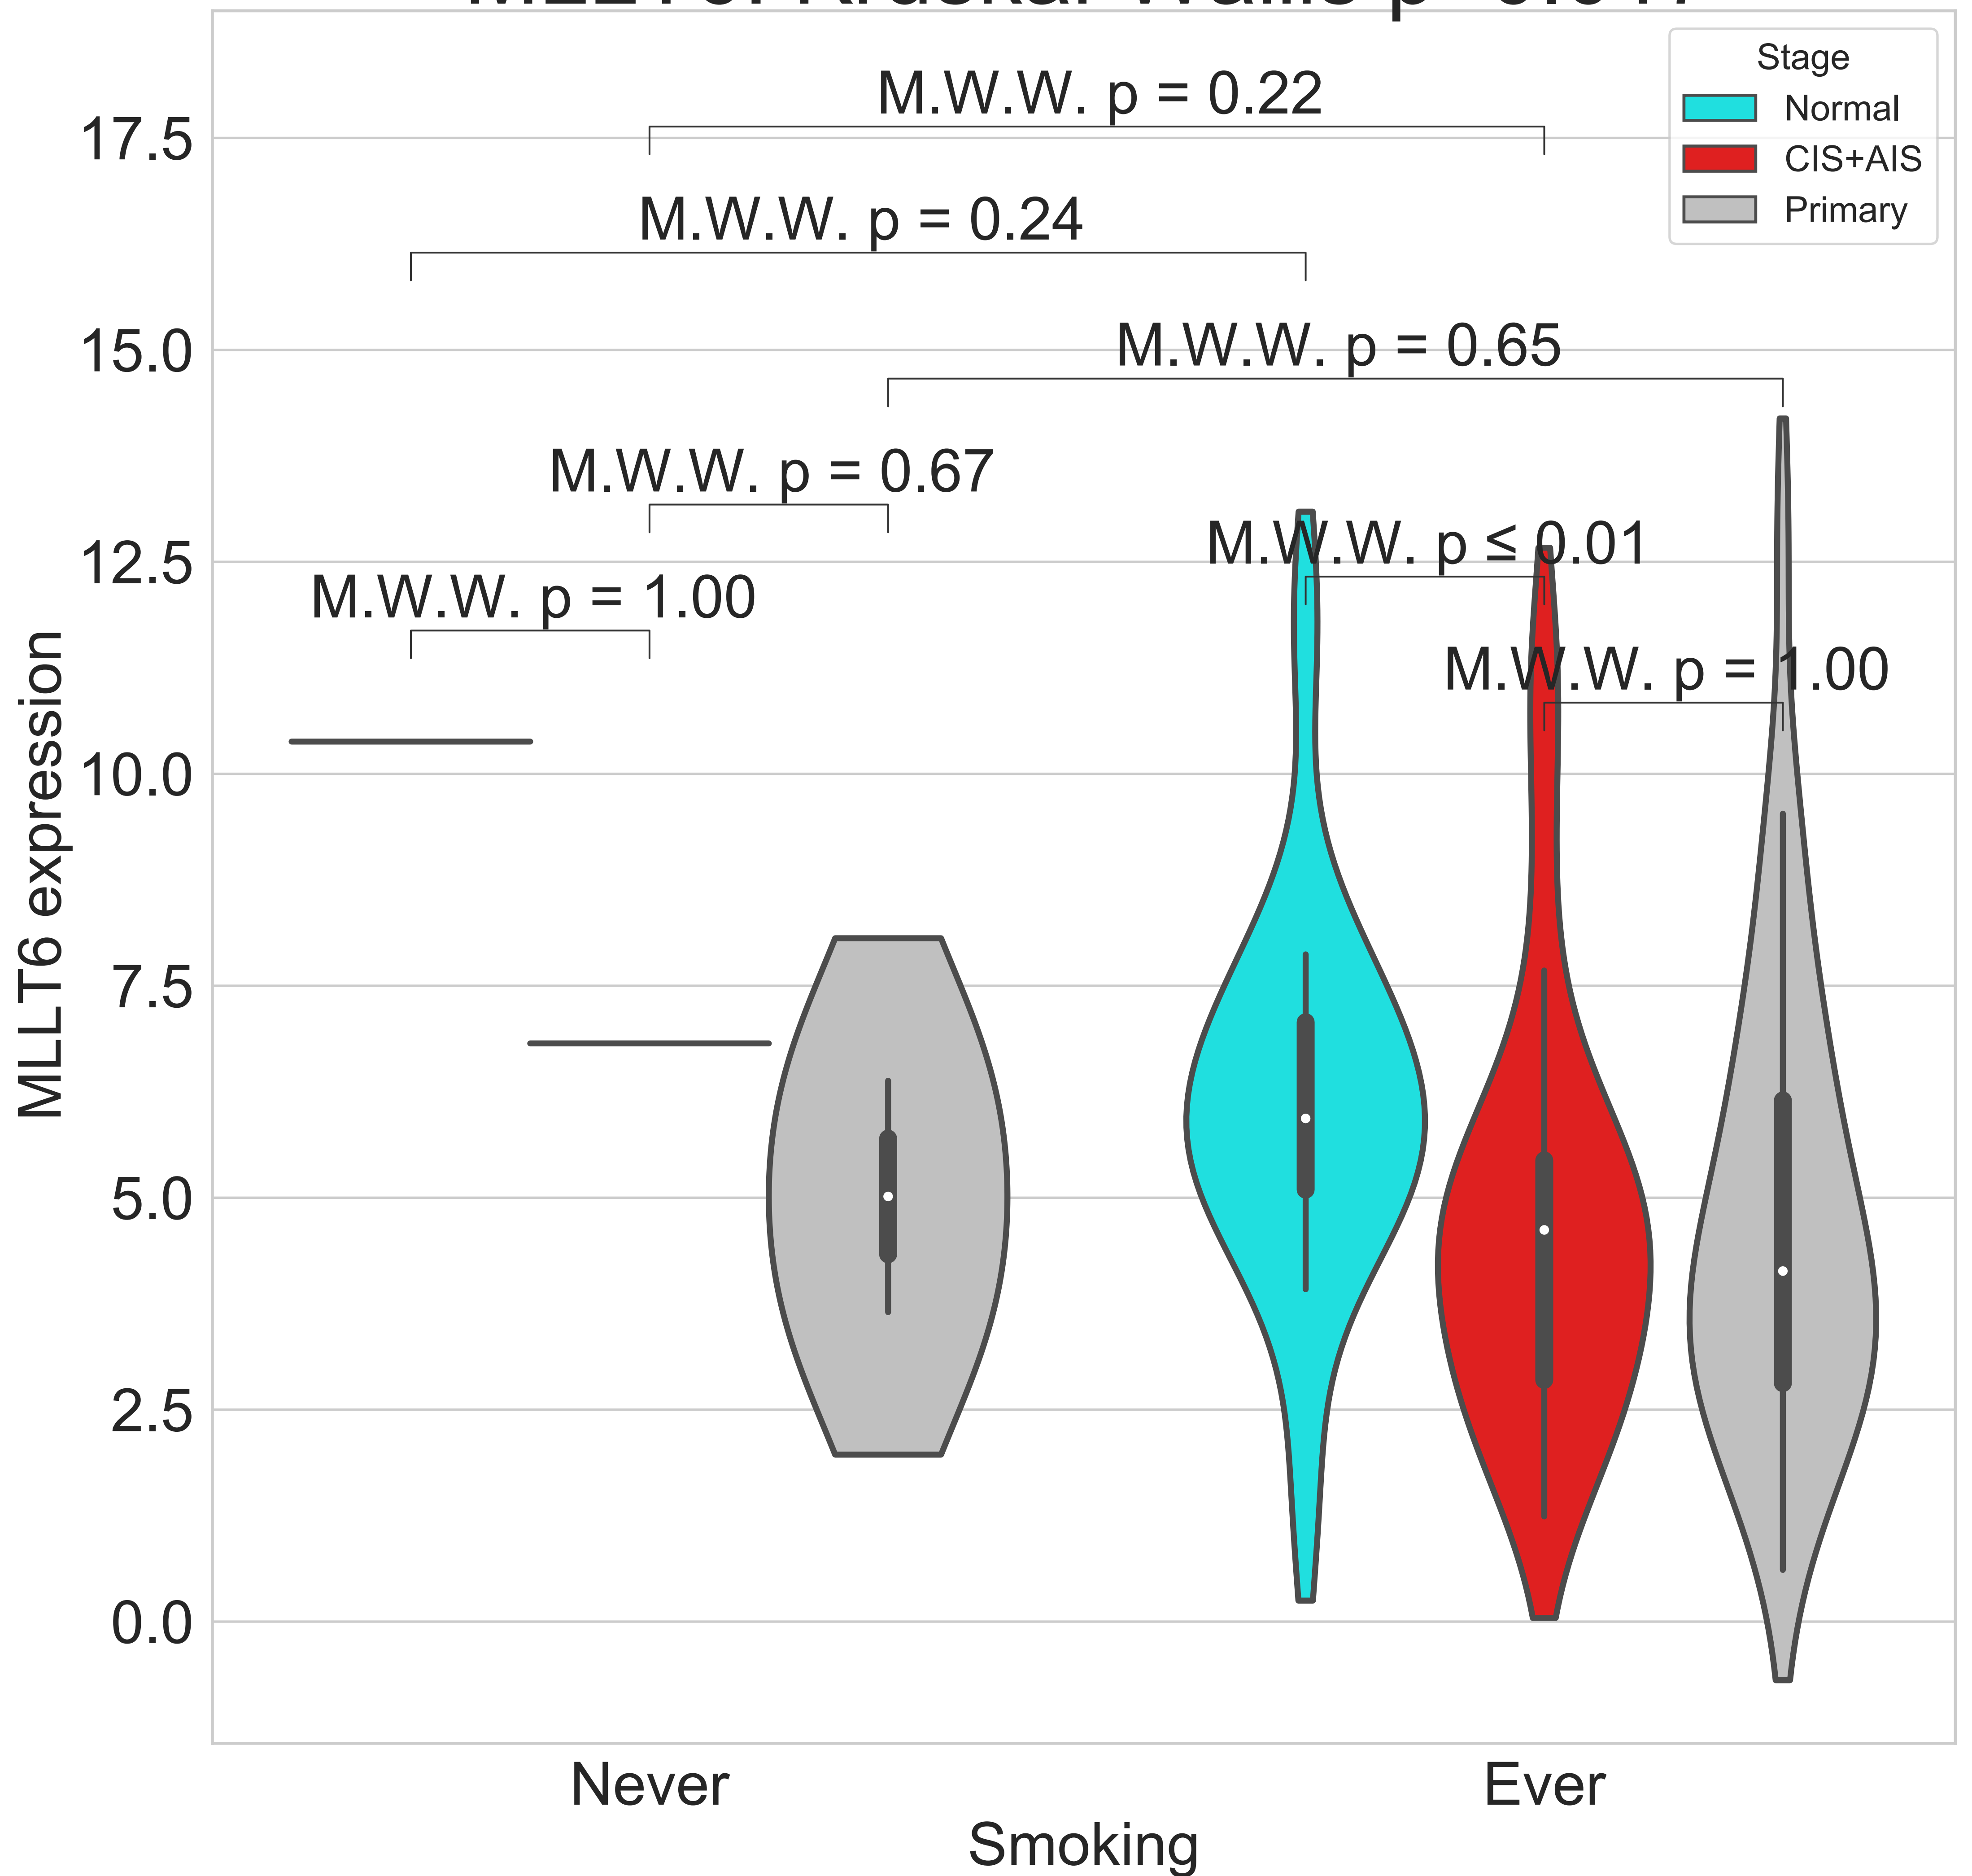 Stage
Normal
CIS+AIS
Primary
M.W.W. p = 0.22
M.W.W. p = 0.24
M.W.W. p = 0.65
M.W.W. p = 0.67
M.W.W. p ≤ 0.01
M.W.W. p = 1.00
M.W.W. p = 1.00
17.5
15.0
12.5
10.0
7.5
5.0
2.5
0.0
MLLT6 expression
Never
Ever
Smoking